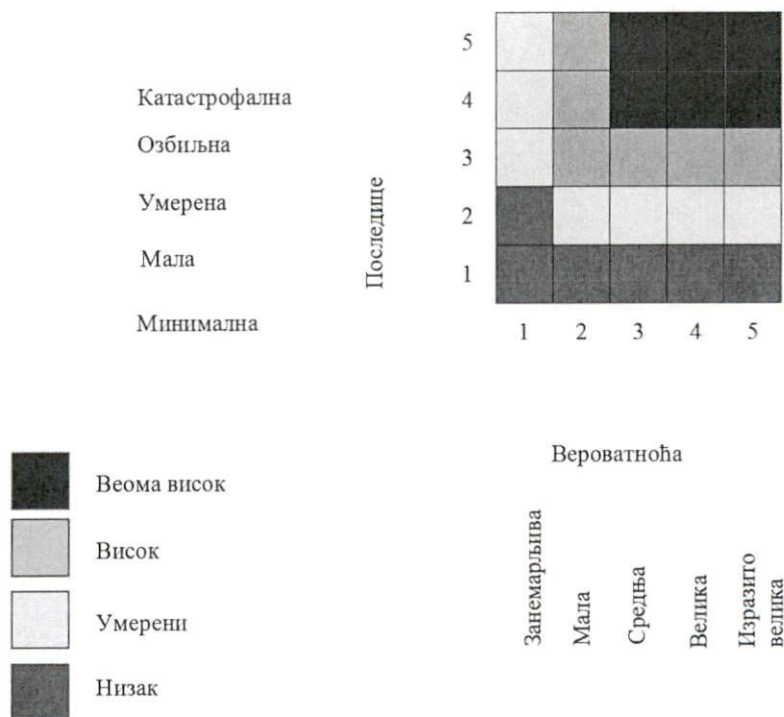 5
Катастрофална
4
Озбиљна
3
Умерена
2
Мала
1
Минимална
Последице
1 2 3 4 5
Вероватноћа
Занемарљива
Мала
Средња
Велика
Изразито
велика
Веома висок
Висок
Умерени
Низак